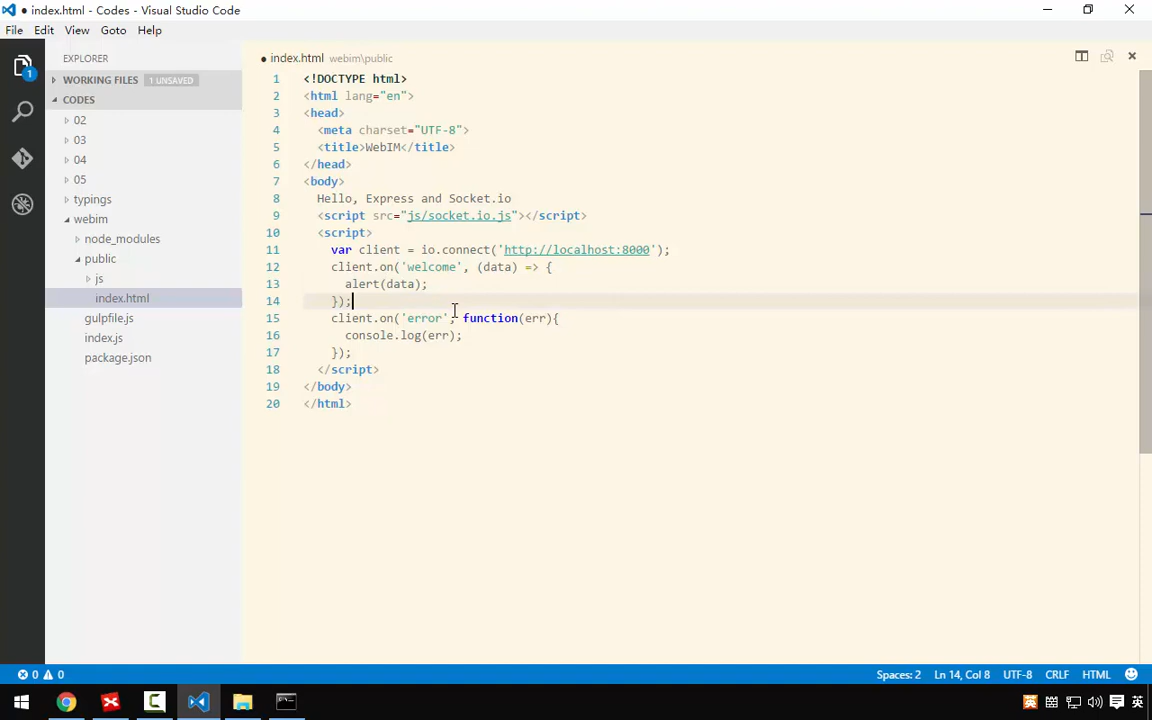 ● index.html - Codes - Visual Studio Code
File Edit View Goto Help
EXPLORER
● index.html webim\public
WORKING FILES 1 UNSAVED
CODES
02
03
04
05
typings
webim
node_modules
public
js
index.html
gulpfile.js
index.js
package.json
1
1 <!DOCTYPE html>
2 <html lang="en">
3 <head>
4 <meta charset="UTF-8">
5 <title>WebIM</title>
6 </head>
7 <body>
8 Hello, Express and Socket.io
9 <script src="js/socket.io.js"></script>
10 <script>
11 var client = io.connect('http://localhost:8000');
12 client.on('welcome', (data) => {
13 alert(data);
14 });
15 client.on('error', function(err){
16 console.log(err);
17 });
18 </script>
19 </body>
20 </html>
0 0 Spaces: 2 Ln 14, Col 8 UTF-8 CRLF HTML
英 英